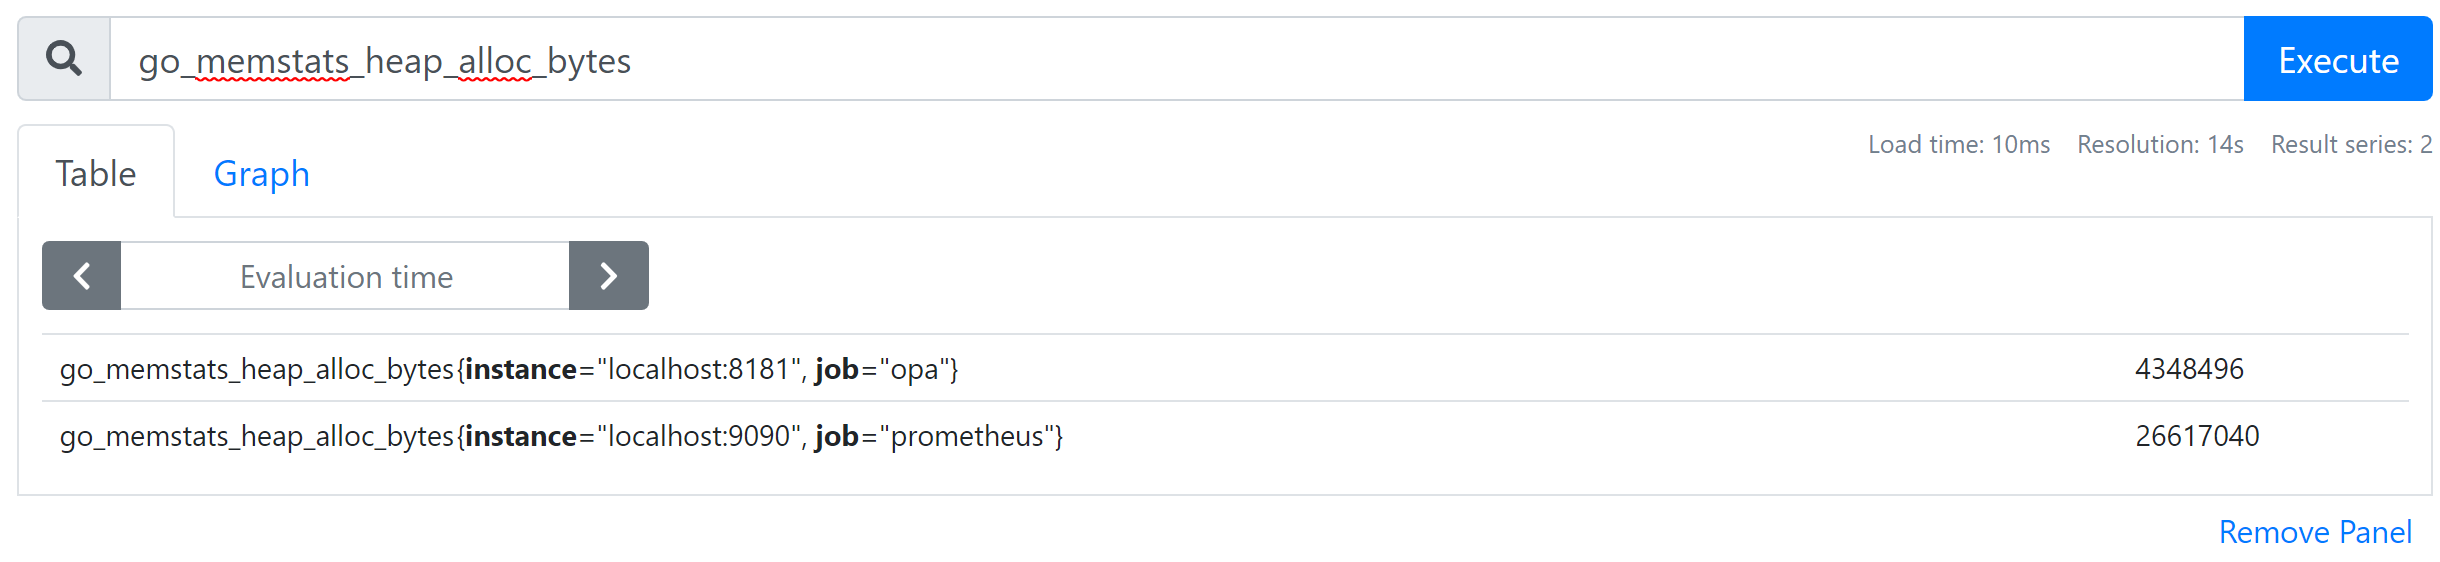 go_memstats_heap_alloc_bytes
Execute
Table
Graph
Load time: 10ms Resolution: 14s Result series: 2
Evaluation time
go_memstats_heap_alloc_bytes{instance="localhost:8181", job="opa"} 4348496
go_memstats_heap_alloc_bytes{instance="localhost:9090", job="prometheus"} 26617040
Remove Panel